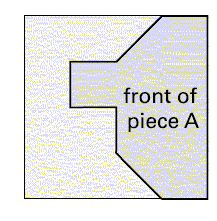 front of
piece A